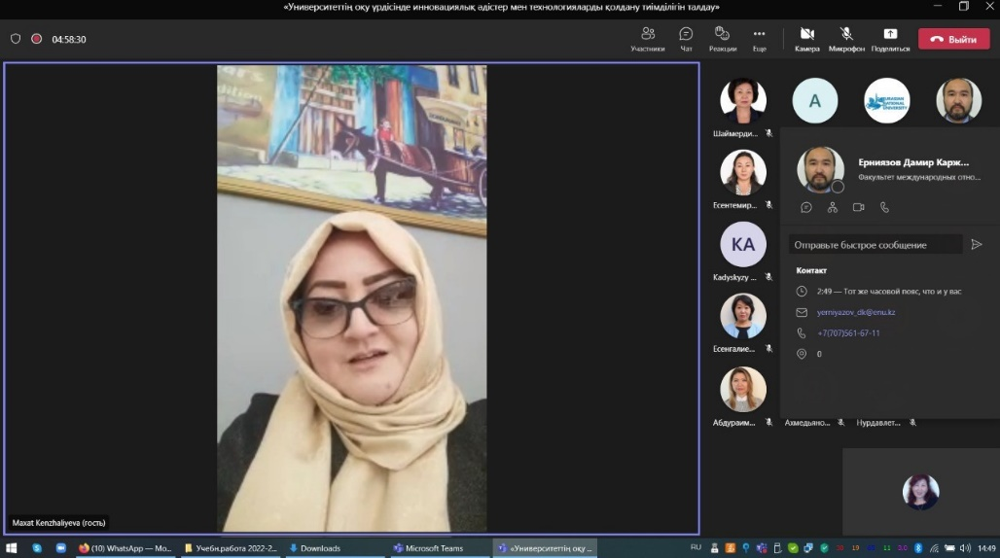 «Университеттің оқу үрдісінде инновациялық әдістер мен технологияларды қолдану тиімділігін талдау»
04:58:30
Участники
Чат
Реакции
Еще
Камера
Микрофон
Поделиться
Выйти
Шаймерди...
A
EURASIAN
NATIONAL
UNIVERSITY
Есентемир...
KA
Kadyskyzy ...
Есенгалие...
Абдураим...
Ахмедьяно...
Нурдавлет...
Ерниязов Дамир Карж...
Факультет международных отно...
Отправьте быстрое сообщение
Контакт
2:49 — Тот же часовой пояс, что и у вас
yerniyazov_dk@enu.kz
+7(707)561-67-11
0
Maxat Kenzhaliyeva (гость)
(10) WhatsApp — Mo...
Учебн.работа 2022-2...
Downloads
Microsoft Teams
«Университеттің оқу ...
RU
14:49